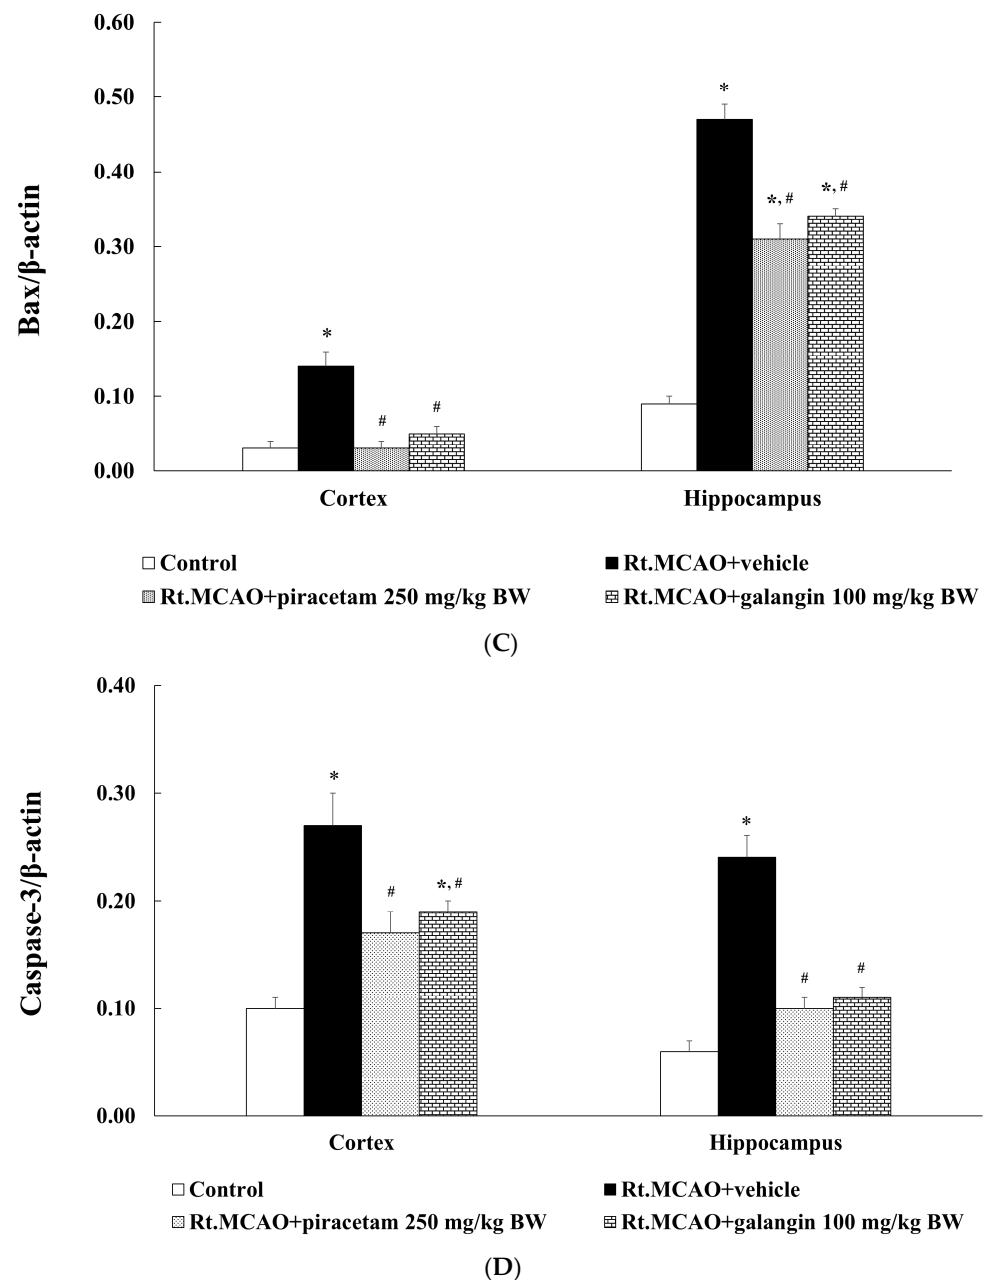 0.60
0.50
0.40
0.30
0.20
0.10
0.00
Bax/β-actin
*
#
#
*
*, #
*, #
Cortex
Hippocampus
Control
Rt.MCAO+vehicle
Rt.MCAO+piracetam 250 mg/kg BW
Rt.MCAO+galangin 100 mg/kg BW
(C)
0.40
0.30
0.20
0.10
0.00
Caspase-3/β-actin
*
#
*, #
*
#
#
Cortex
Hippocampus
Control
Rt.MCAO+vehicle
Rt.MCAO+piracetam 250 mg/kg BW
Rt.MCAO+galangin 100 mg/kg BW
(D)